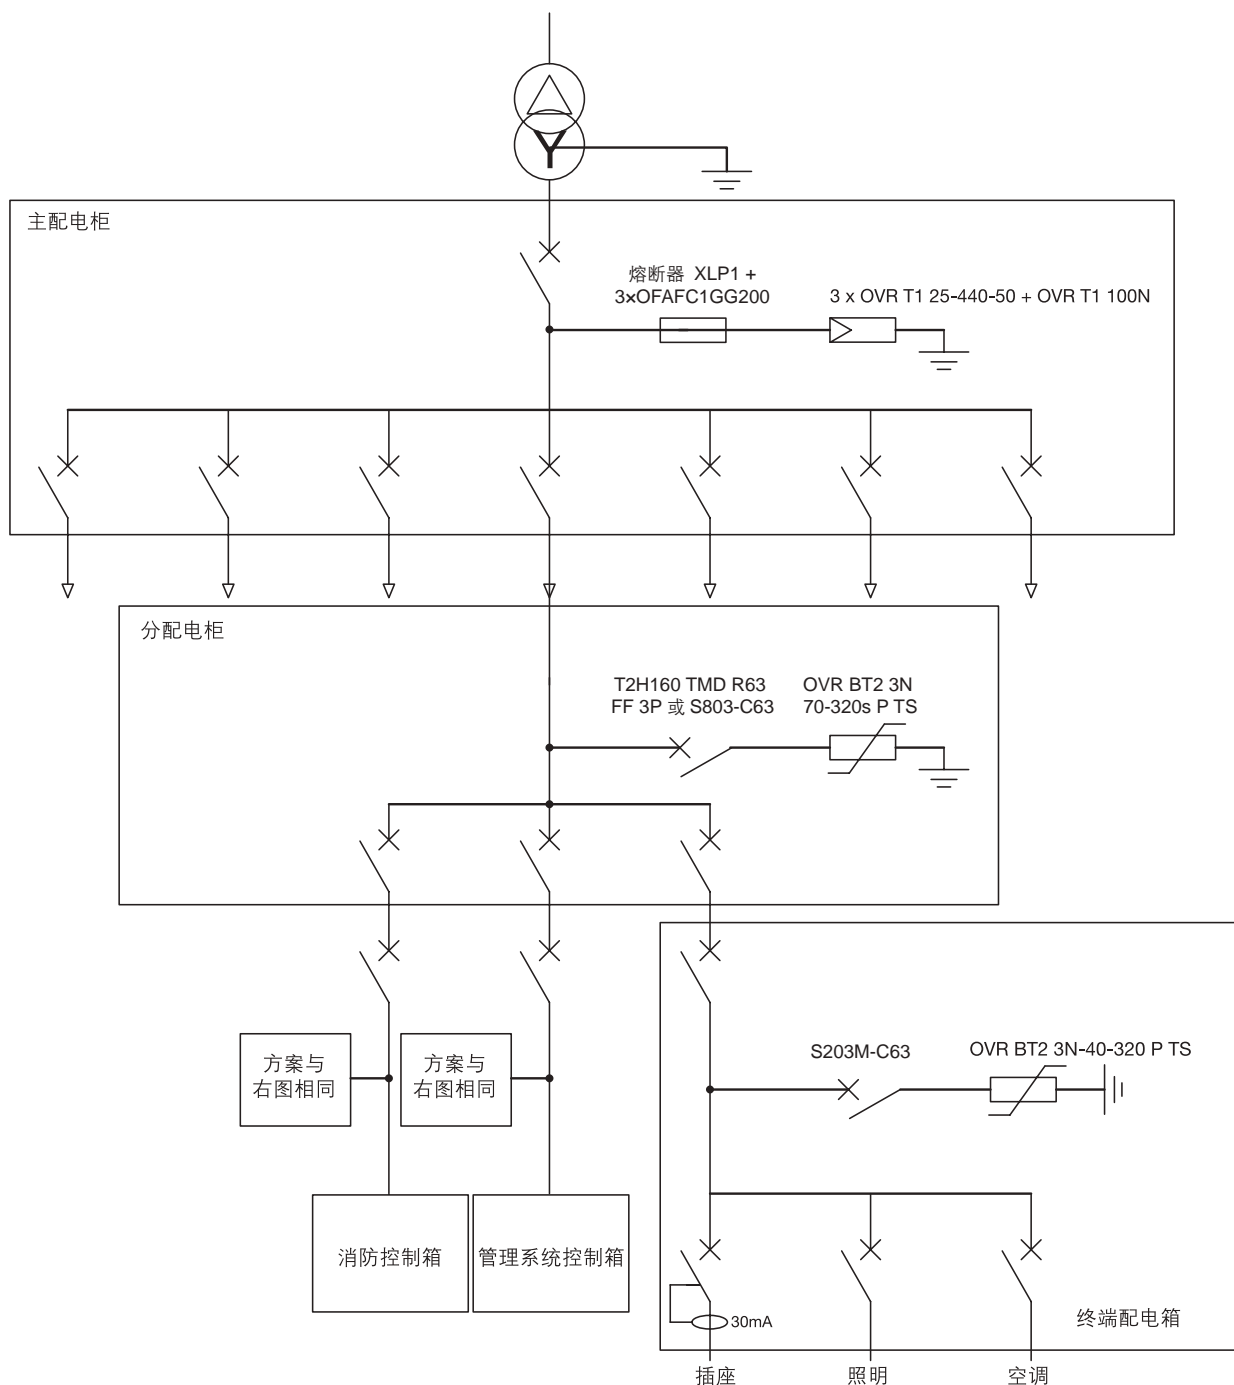 主配电柜
熔断器 XLP1 +
3×OFAFC1GG200
3 x OVR T1 25-440-50 + OVR T1 100N
分配电柜
T2H160 TMD R63
FF 3P 或 S803-C63
OVR BT2 3N
70-320s P TS
方案与
右图相同
方案与
右图相同
S203M-C63
OVR BT2 3N-40-320 P TS
消防控制箱
管理系统控制箱
30mA
终端配电箱
插座
照明
空调